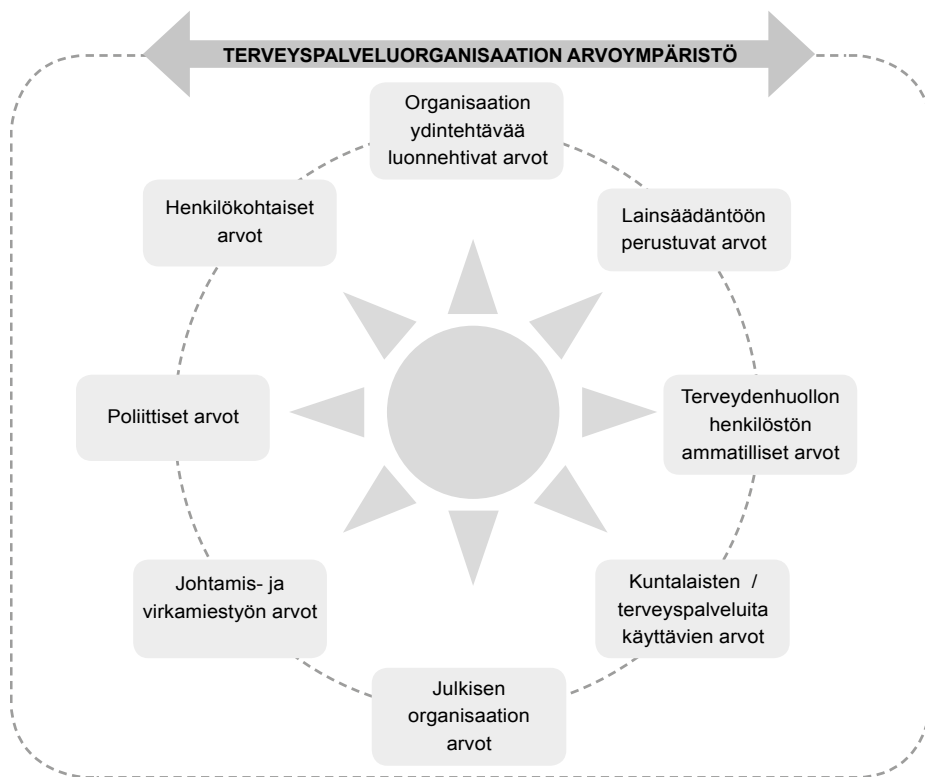 TERVEYSPALVELUORGANISAATION ARVOYMPÄRISTÖ
Organisaation
ydintehtävää
luonnehtivat arvot
Lainsäädäntöön
perustuvat arvot
Terveydenhuollon
henkilöstön
ammatilliset arvot
Kuntalaisten /
terveyspalveluita
käyttävien arvot
Julkisen
organisaation
arvot
Johtamis- ja
virkamiestyön arvot
Poliittiset arvot
Henkilökohtaiset
arvot